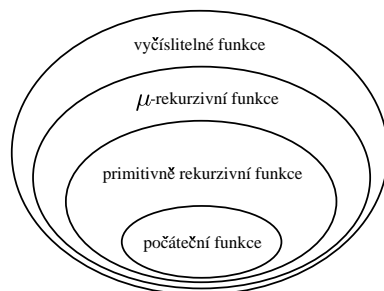 vyčíslitelné funkce
μ-rekurzivní funkce
primitivně rekurzivní funkce
počáteční funkce